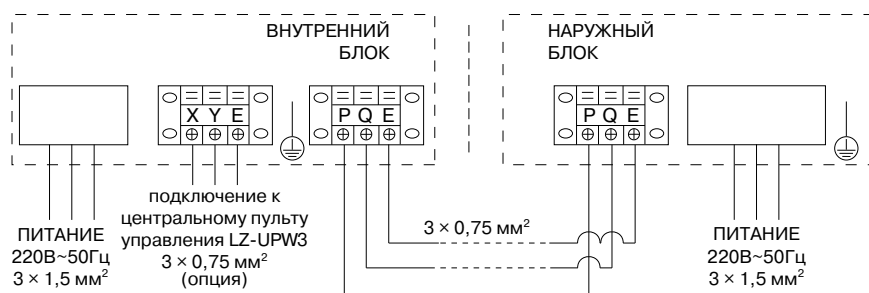 ВНУТРЕННИЙ
БЛОК
НАРУЖНЫЙ
БЛОК
X Y E
P Q E
P Q E
подключение к
центральному пульту
управления LZ-UPW3
3 × 0,75 мм²
(опция)
3 × 0,75 мм²
ПИТАНИЕ
220В~50Гц
3 × 1,5 мм²
ПИТАНИЕ
220В~50Гц
3 × 1,5 мм²